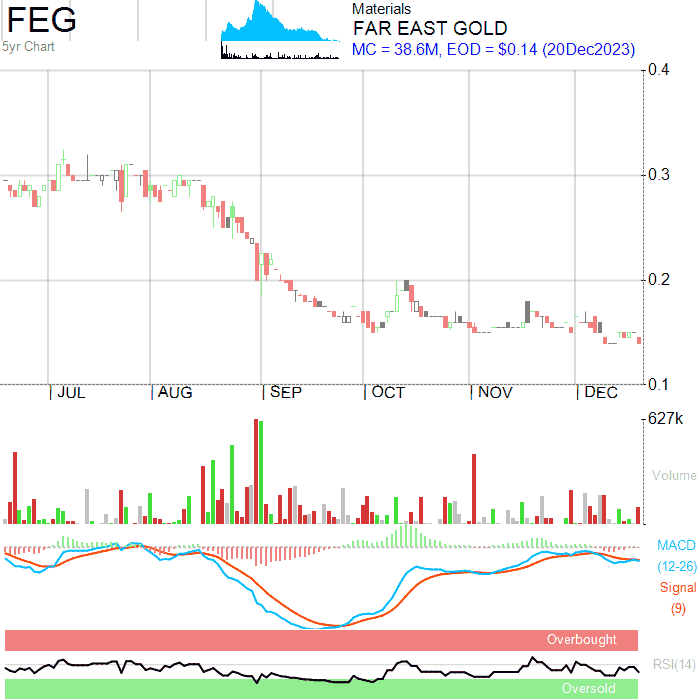 FEG
5yr Chart
Materials
FAR EAST GOLD
MC = 38.6M, EOD = $0.14 (20Dec2023)
0.4
0.3
0.2
0.1
JUL AUG SEP OCT NOV DEC
627k
Volume
MACD
(12-26)
Signal
(9)
Overbought
RSI(14)
Oversold